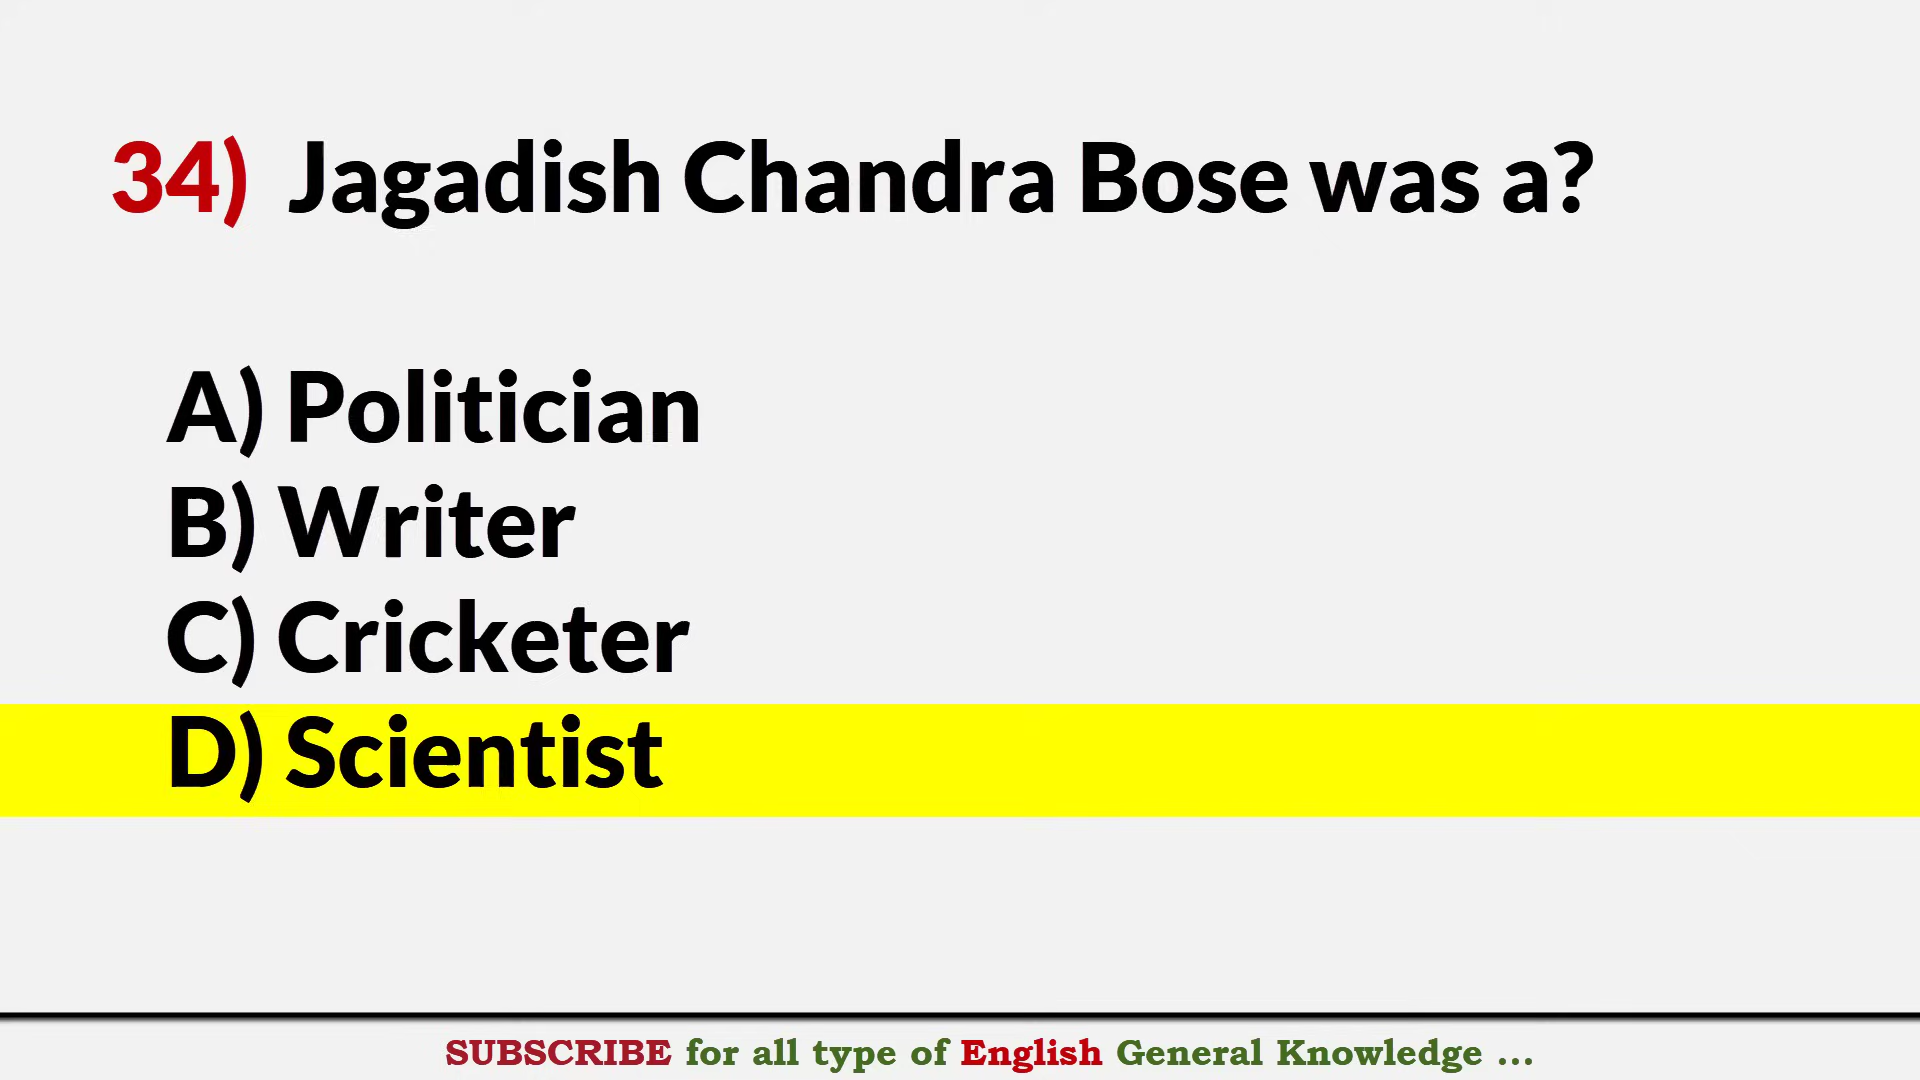 34) Jagadish Chandra Bose was a?
A) Politician
B) Writer
C) Cricketer
D) Scientist
SUBSCRIBE for all type of English General Knowledge ...